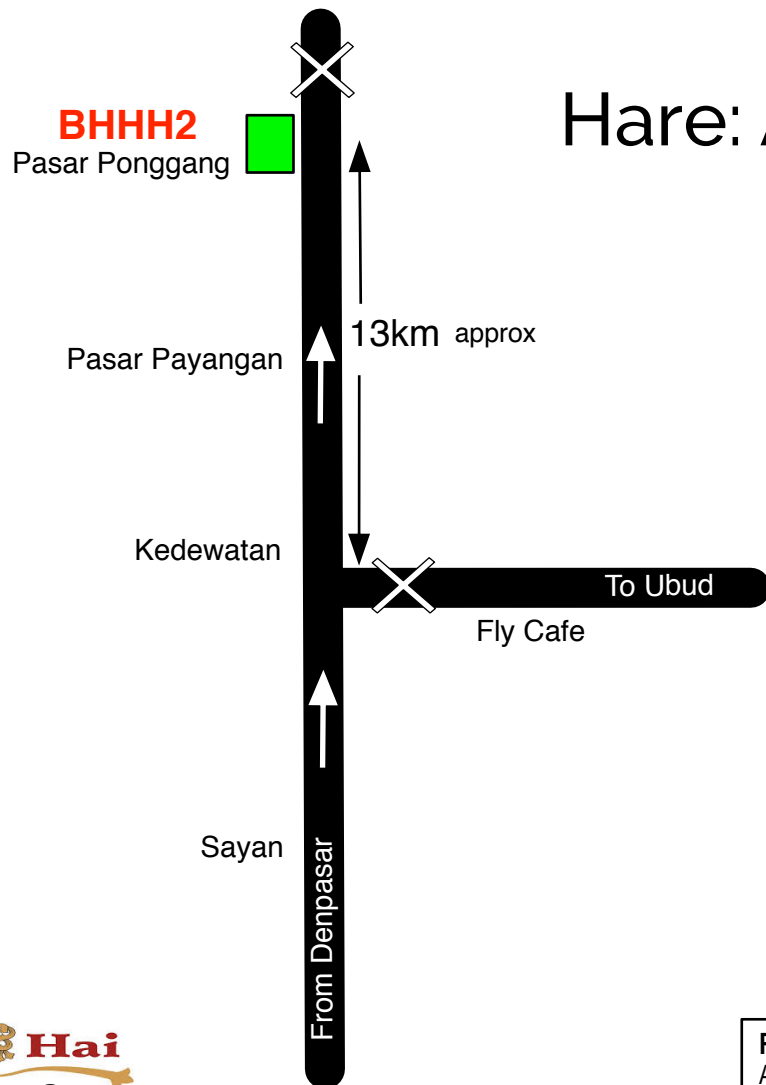 BHHH2
Pasar Ponggang
Hare:
13km approx
Pasar Payangan
Kedewatan
To Ubud
Fly Cafe
Sayan
From Denpasar
Hai